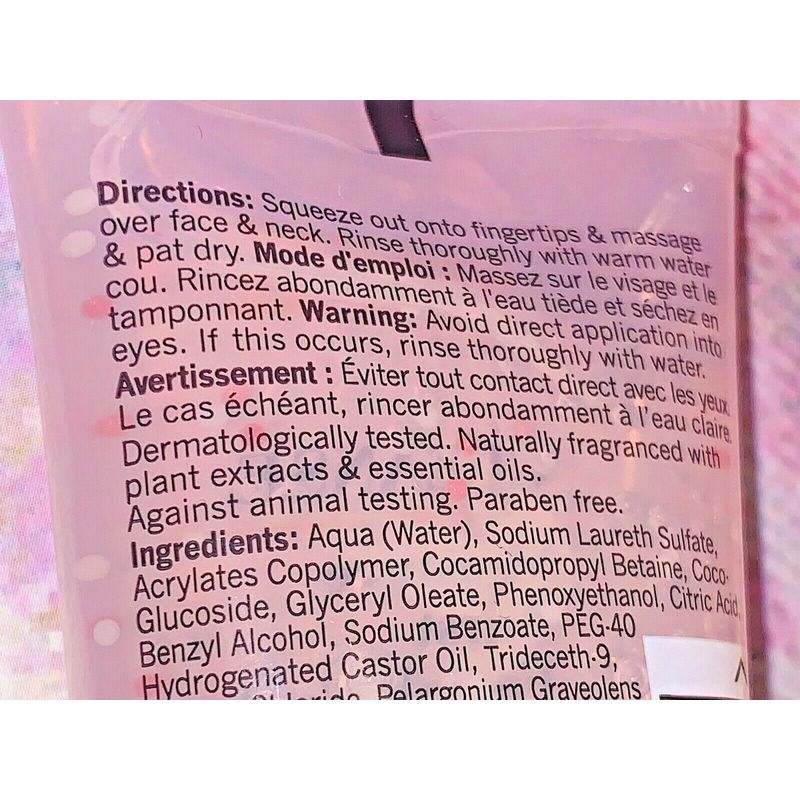 Directions: Squeeze out onto fingertips & massage
over face & neck. Rinse thoroughly with warm water
& pat dry. Mode d'emploi : Massez sur le visage et le
cou. Rincez abondamment à l'eau tiède et séchez en
tamponnant. Warning: Avoid direct application into
eyes. If this occurs, rinse thoroughly with water.
Avertissement : Éviter tout contact direct avec les yeux.
Le cas échéant, rincer abondamment à l'eau claire.
Dermatologically tested. Naturally fragranced with
plant extracts & essential oils.
Against animal testing. Paraben free.
Ingredients: Aqua (Water), Sodium Laureth Sulfate,
Acrylates Copolymer, Cocamidopropyl Betaine, Coco-
Glucoside, Glyceryl Oleate, Phenoxyethanol, Citric Acid,
Benzyl Alcohol, Sodium Benzoate, PEG-40
Hydrogenated Castor Oil, Trideceth-9,
Chloride, Pelargonium Graveolens